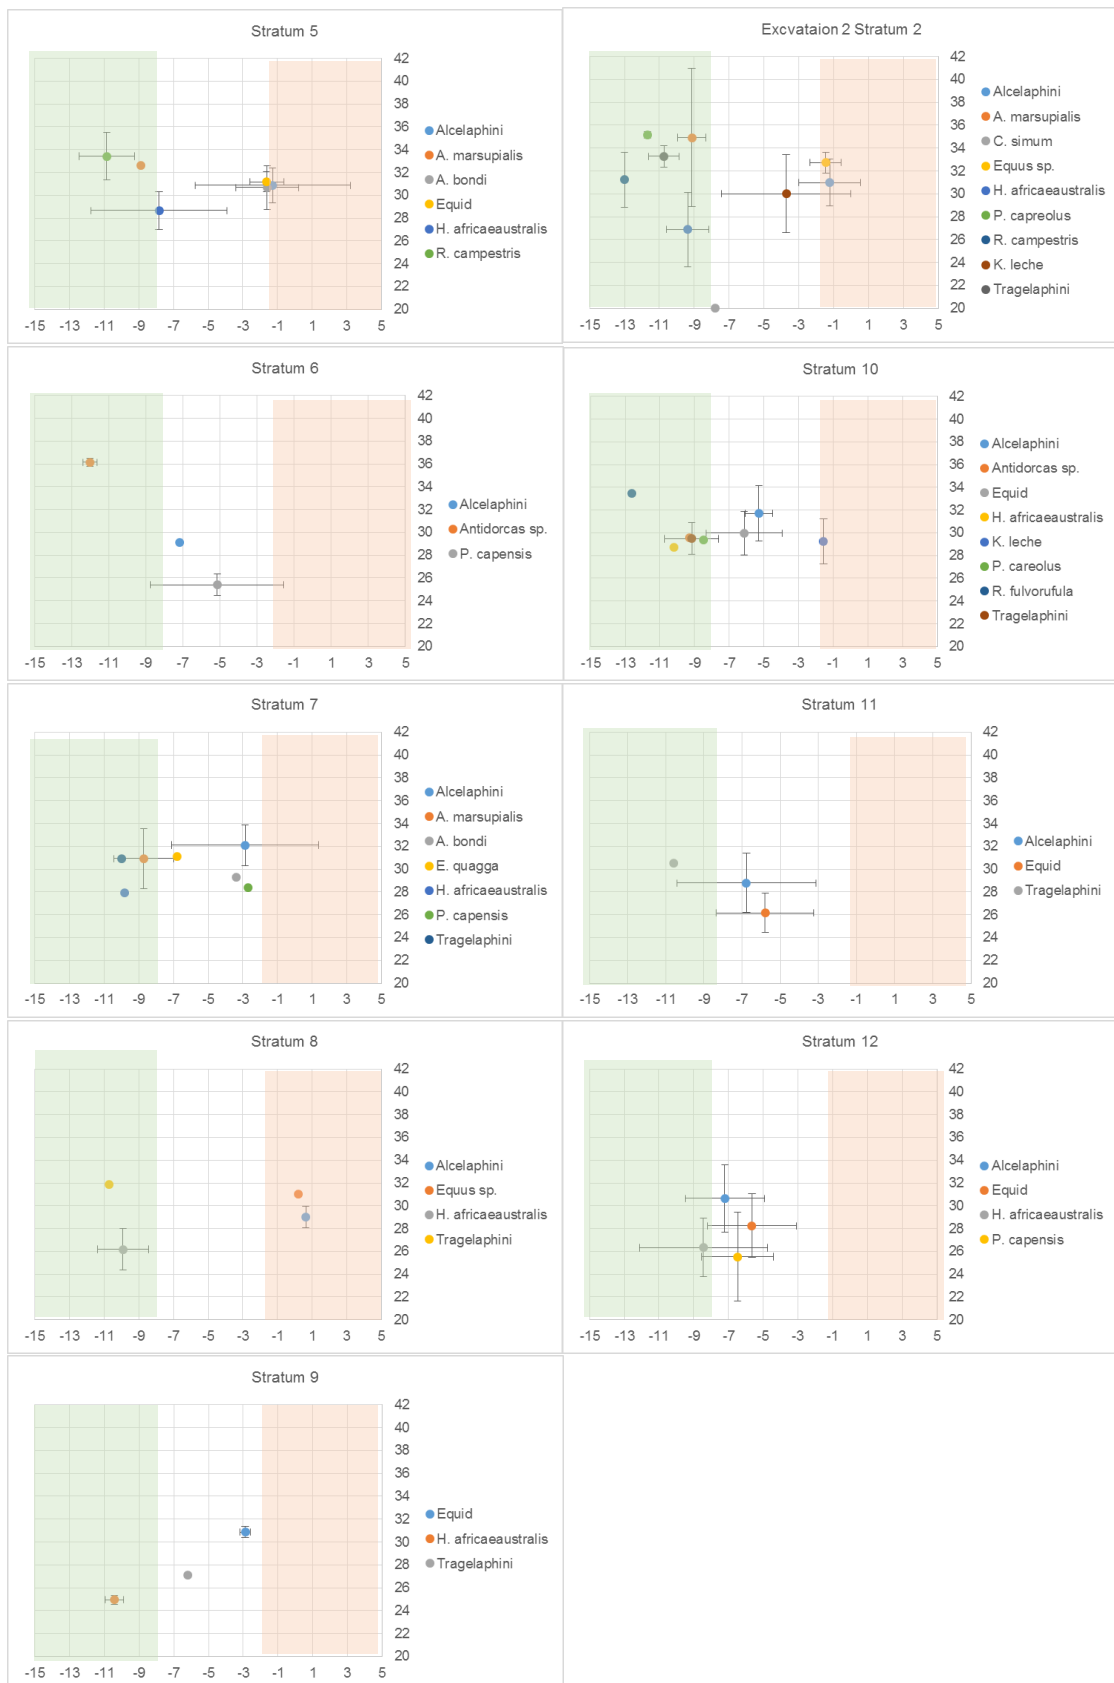 Stratum 5
42
40
38
36
34
32
30
28
26
24
22
20
-15 -13 -11 -9 -7 -5 -3 -1 1 3 5
Alcelaphini
A. marsupialis
A. bondi
Equid
H. africaeaustralis
R. campestris
Excvataion 2 Stratum 2
42
40
38
36
34
32
30
28
26
24
22
20
-15 -13 -11 -9 -7 -5 -3 -1 1 3 5
Alcelaphini
A. marsupialis
C. simum
Equus sp.
H. africaeaustralis
P. capreolus
R. campestris
K. leche
Tragelaphini
Stratum 6
42
40
38
36
34
32
30
28
26
24
22
20
-15 -13 -11 -9 -7 -5 -3 -1 1 3 5
Alcelaphini
Antidorcas sp.
P. capensis
Stratum 10
42
40
38
36
34
32
30
28
26
24
22
20
-15 -13 -11 -9 -7 -5 -3 -1 1 3 5
Alcelaphini
Antidorcas sp.
Equid
H. africaeaustralis
K. leche
P. careolus
R. fulvorufula
Tragelaphini
Stratum 7
42
40
38
36
34
32
30
28
26
24
22
20
-15 -13 -11 -9 -7 -5 -3 -1 1 3 5
Alcelaphini
A. marsupialis
A. bondi
E. quagga
H. africaeaustralis
P. capensis
Tragelaphini
Stratum 11
42
40
38
36
34
32
30
28
26
24
22
20
-15 -13 -11 -9 -7 -5 -3 -1 1 3 5
Alcelaphini
Equid
Tragelaphini
Stratum 8
42
40
38
36
34
32
30
28
26
24
22
20
-15 -13 -11 -9 -7 -5 -3 -1 1 3 5
Alcelaphini
Equus sp.
H. africaeaustralis
Tragelaphini
Stratum 12
42
40
38
36
34
32
30
28
26
24
22
20
-15 -13 -11 -9 -7 -5 -3 -1 1 3 5
Alcelaphini
Equid
H. africaeaustralis
P. capensis
Stratum 9
42
40
38
36
34
32
30
28
26
24
22
20
-15 -13 -11 -9 -7 -5 -3 -1 1 3 5
Equid
H. africaeaustralis
Tragelaphini